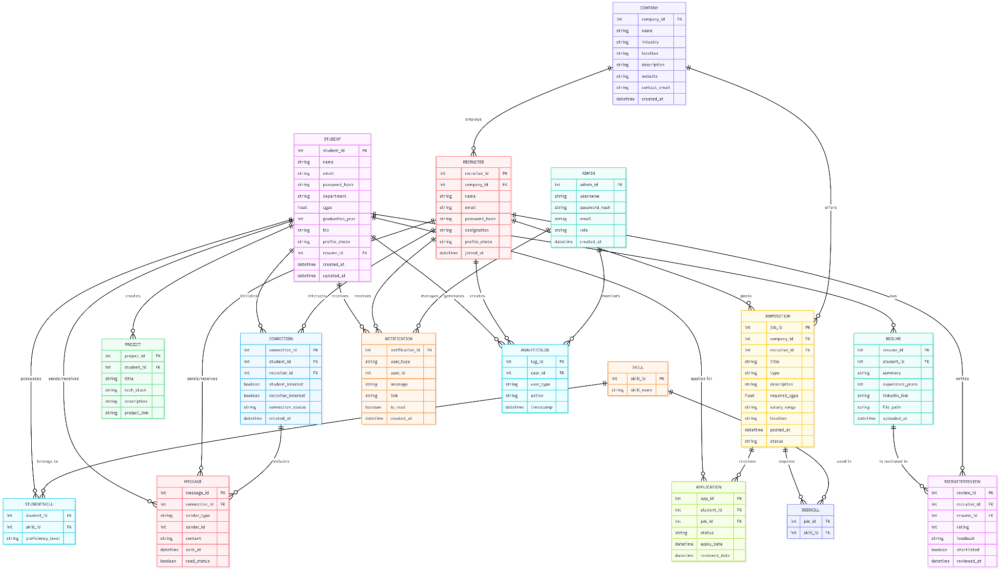 COMPANY
int company_id PK
string name
string industry
string location
string description
string website
string contact_email
datetime created_at
employs
offers
STUDENT
int student_id PK
string name
string email
string password_hash
string department
float cgpa
int graduation_year
string bio
string profile_photo
int resume_id FK
datetime created_at
datetime updated_at
RECRUITER
int recruiter_id PK
int company_id FK
string name
string email
string password_hash
string designation
string profile_photo
datetime joined_at
ADMIN
int admin_id PK
string username
string password_hash
string email
string role
datetime created_at
creates
initiates
interacts
receives
receives
manages
generates
creates
monitors
posts
has
PROJECT
int project_id PK
int student_id FK
string title
string tech_stack
string description
string project_link
CONNECTION
int connection_id PK
int student_id FK
int recruiter_id FK
boolean student_interest
boolean recruiter_interest
string connection_status
datetime created_at
NOTIFICATION
int notification_id PK
string user_type
int user_id
string message
string link
boolean is_read
datetime created_at
ANALYTICSLOG
int log_id PK
int user_id FK
string user_type
string action
datetime timestamp
SKILL
int skill_id PK
string skill_name
JOBPOSITION
int job_id PK
int company_id FK
int recruiter_id FK
string title
string type
string description
float required_cgpa
string salary_range
string location
datetime posted_at
string status
RESUME
int resume_id PK
int student_id FK
string summary
int experience_years
string linkedin_link
string file_path
datetime uploaded_at
possesses
sends/receives
sends/receives
applies for
writes
belongs to
includes
receives
requires
used in
is reviewed in
STUDENTSKILL
int student_id FK
int skill_id FK
string proficiency_level
MESSAGE
int message_id PK
int connection_id FK
string sender_type
int sender_id
string content
datetime sent_at
boolean read_status
APPLICATION
int app_id PK
int student_id FK
int job_id FK
string status
datetime apply_date
datetime reviewed_date
JOBSKILL
int job_id FK
int skill_id FK
RECRUITERREVIEW
int review_id PK
int recruiter_id FK
int resume_id FK
int rating
string feedback
boolean shortlisted
datetime reviewed_at